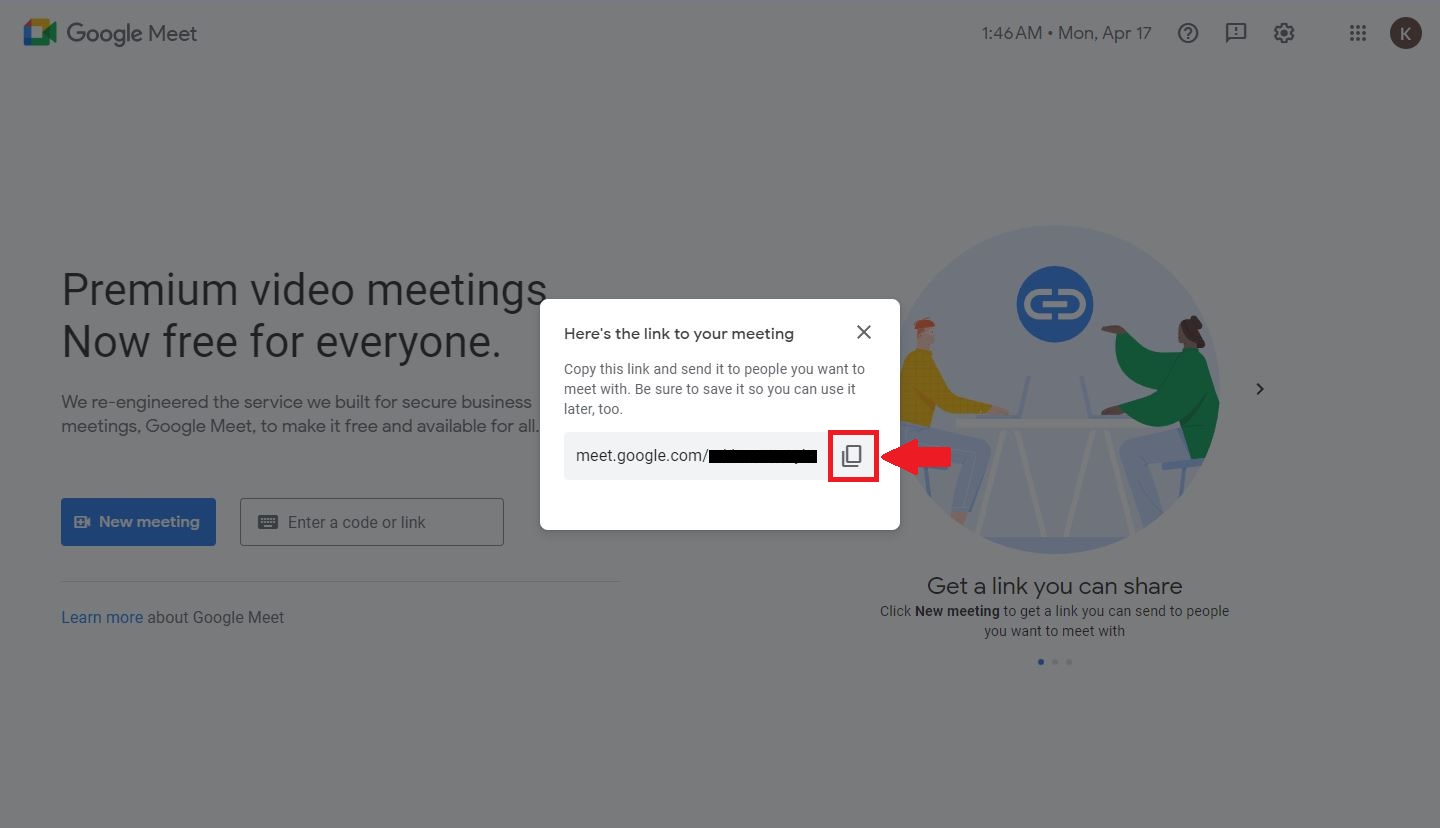 Google Meet
1:46 AM • Mon, Apr 17
K
Premium video meetings.
Now free for everyone.
We re-engineered the service we built for secure business
meetings, Google Meet, to make it free and available for all.
New meeting
Enter a code or link
Learn more about Google Meet
Here's the link to your meeting
Copy this link and send it to people you want to
meet with. Be sure to save it so you can use it
later, too.
meet.google.com/
Get a link you can share
Click New meeting to get a link you can send to people
you want to meet with